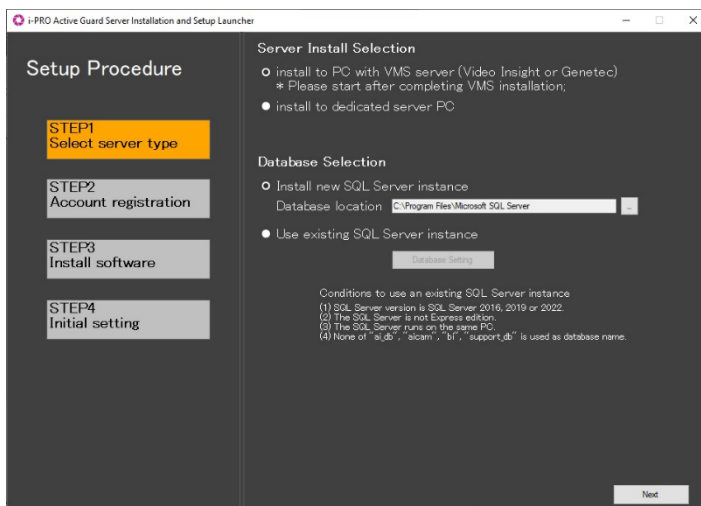 i-PRO Active Guard Server Installation and Setup Launcher
Setup Procedure
STEP1
Select server type
STEP2
Account registration
STEP3
Install software
STEP4
Initial setting
Server Install Selection
install to PC with VMS server (Video Insight or Genetec)
* Please start after completing VMS installation;
install to dedicated server PC
Database Selection
Install new SQL Server instance
Database location C:\Program Files\Microsoft SQL Server ...
Use existing SQL Server instance
Database Setting
Conditions to use an existing SQL Server instance
(1) SQL Server version is SQL Server 2016, 2019 or 2022.
(2) The SQL Server is not Express edition.
(3) The SQL Server runs on the same PC.
(4) None of "ai_db", "aicam", "bi", "support_db" is used as database name.
Next